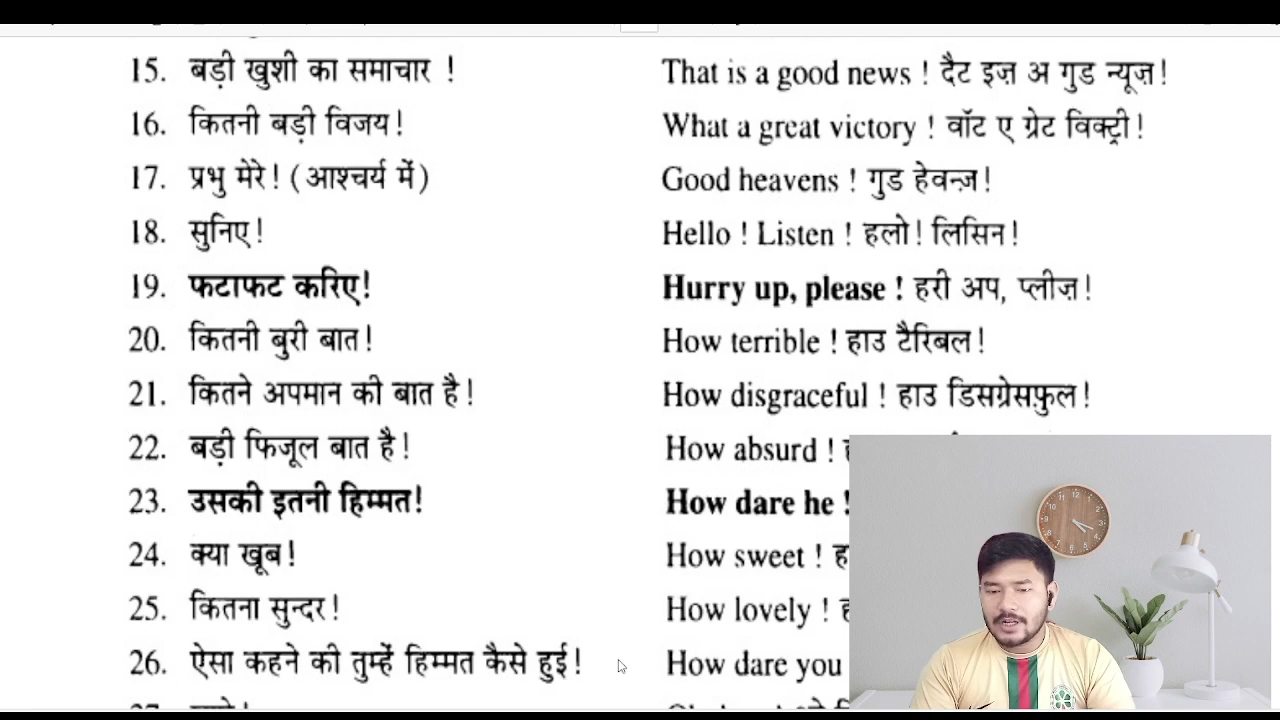 15. बड़ी खुशी का समाचार ! That is a good news ! दैट इज़ अ गुड न्यूज़!
16. कितनी बड़ी विजय! What a great victory ! वॉट ए ग्रेट विक्ट्री!
17. प्रभु मेरे! (आश्चर्य में) Good heavens ! गुड हेवन्ज़!
18. सुनिए! Hello ! Listen ! हलो! लिसिन!
19. फटाफट करिए! Hurry up, please ! हरी अप, प्लीज़!
20. कितनी बुरी बात! How terrible ! हाउ टैरिबल!
21. कितने अपमान की बात है! How disgraceful ! हाउ डिसग्रेसफ़ुल!
22. बड़ी फिजूल बात है! How absurd !
23. उसकी इतनी हिम्मत! How dare he !
24. क्या खूब! How sweet !
25. कितना सुन्दर! How lovely !
26. ऐसा कहने की तुम्हें हिम्मत कैसे हुई! How dare you